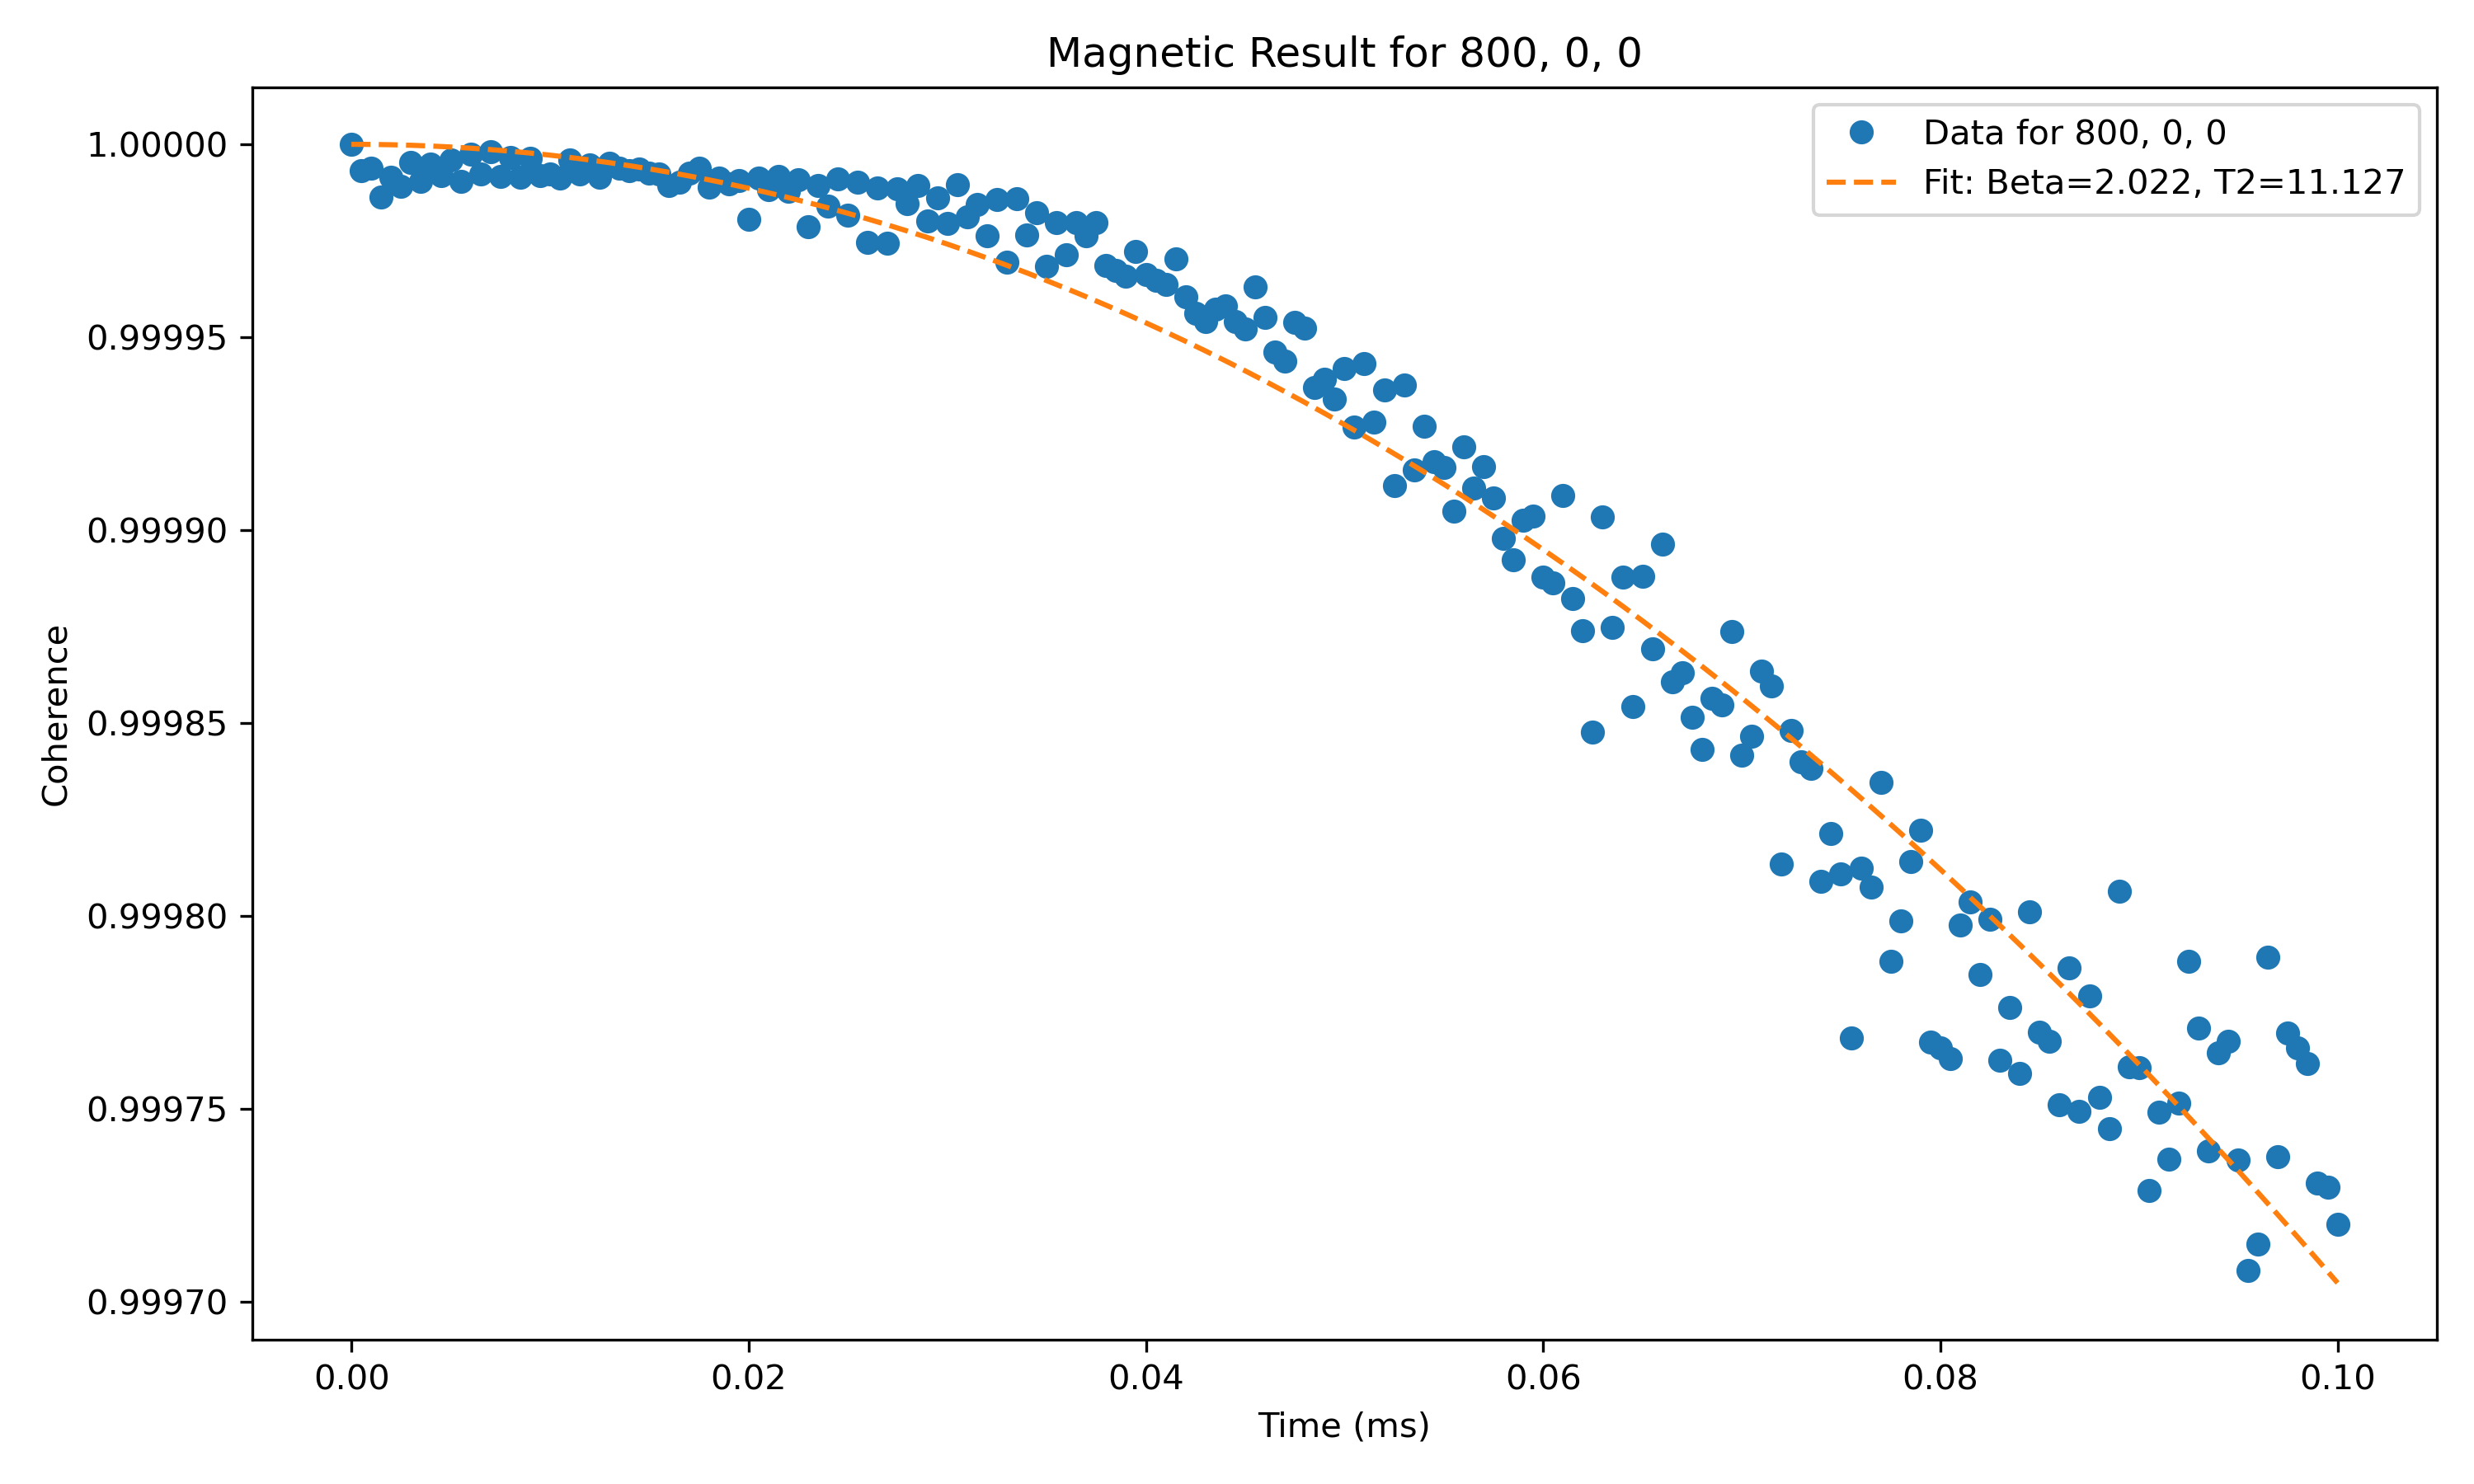 Magnetic Result for 800, 0, 0
Data for 800, 0, 0
Fit: Beta=2.022, T2=11.127
1.00000
0.99995
0.99990
0.99985
0.99980
0.99975
0.99970
Coherence
0.00 0.02 0.04 0.06 0.08 0.10
Time (ms)